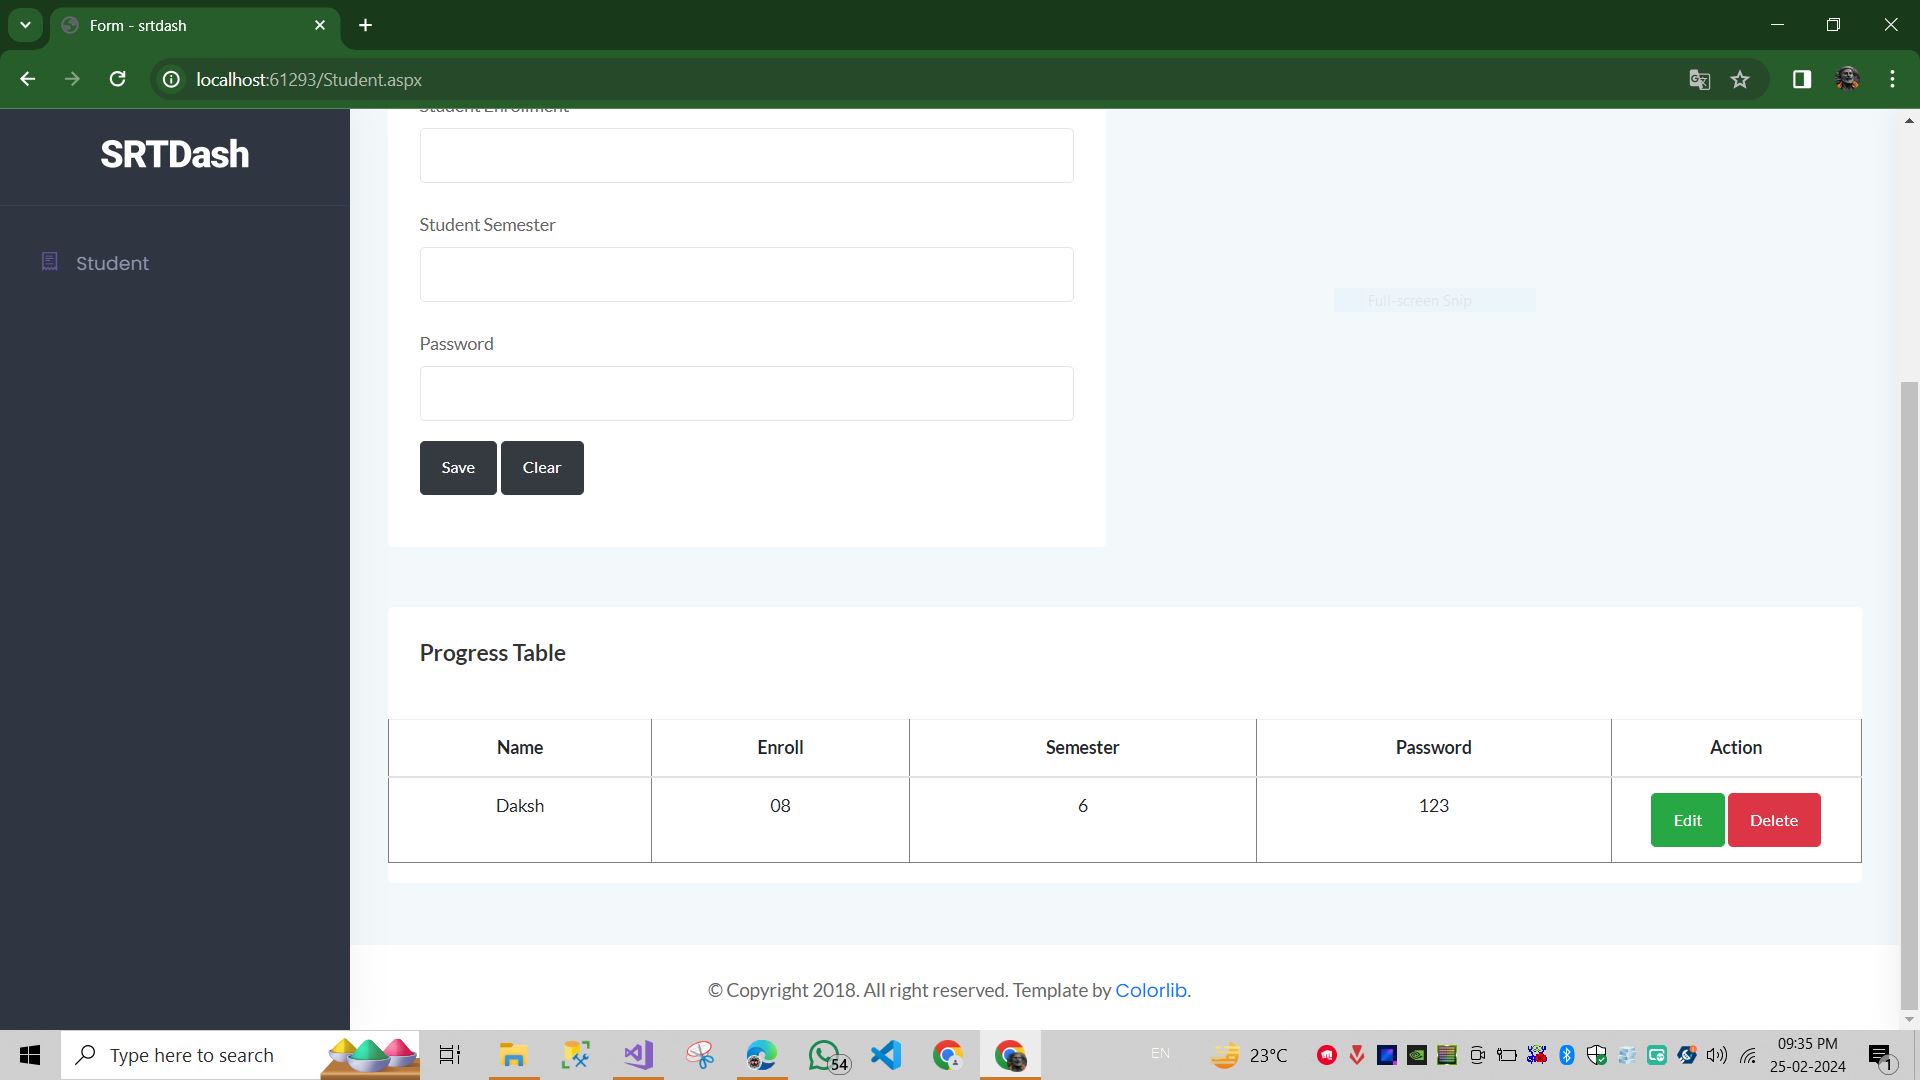 Form - srtdash
localhost:61293/Student.aspx
SRTDash
Student
Student Enrollment
Student Semester
Password
Save Clear
Full-screen Snip
Progress Table
Name Enroll Semester Password Action
Daksh 08 6 123 Edit Delete
© Copyright 2018. All right reserved. Template by Colorlib.
Type here to search
54
EN
23°C
09:35 PM
25-02-2024
1